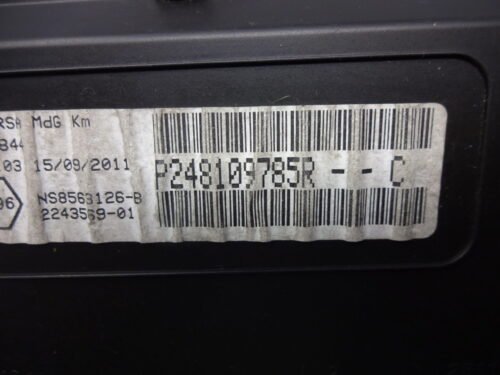 RSA MdG Km
844
.03 15/09/2011
P248109785R - - C
96 NS8563126-B
2243569-01